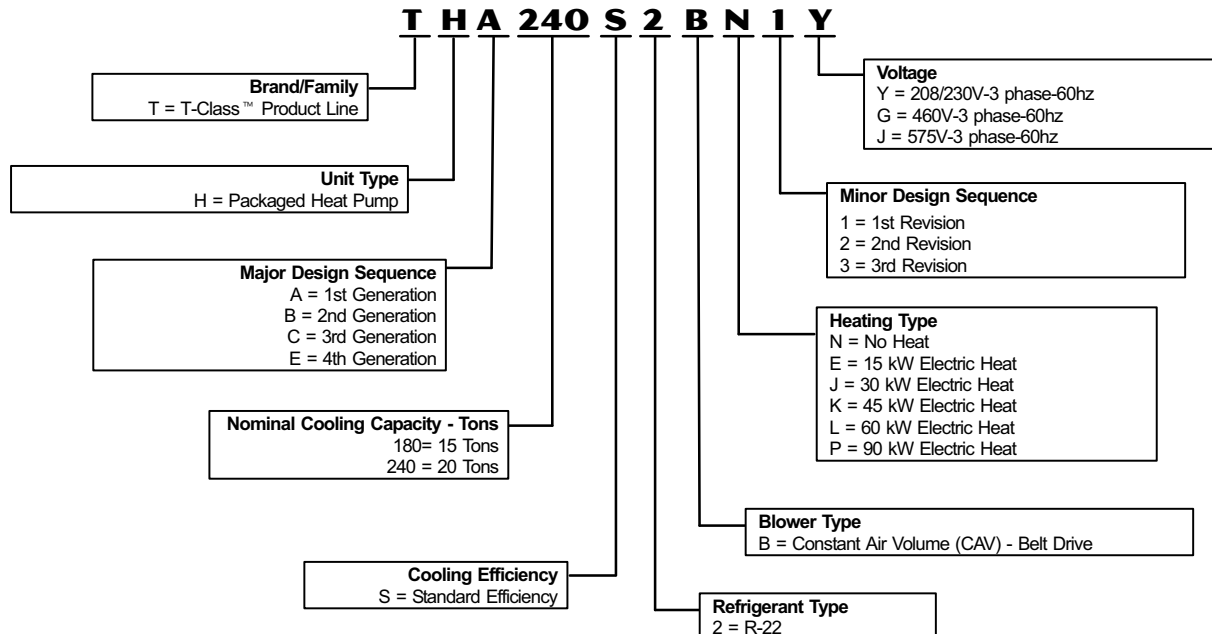 T H A 240 S 2 B N 1 Y
Brand/Family
T = T-Class™ Product Line
Unit Type
H = Packaged Heat Pump
Major Design Sequence
A = 1st Generation
B = 2nd Generation
C = 3rd Generation
E = 4th Generation
Nominal Cooling Capacity - Tons
180= 15 Tons
240 = 20 Tons
Cooling Efficiency
S = Standard Efficiency
Voltage
Y = 208/230V-3 phase-60hz
G = 460V-3 phase-60hz
J = 575V-3 phase-60hz
Minor Design Sequence
1 = 1st Revision
2 = 2nd Revision
3 = 3rd Revision
Heating Type
N = No Heat
E = 15 kW Electric Heat
J = 30 kW Electric Heat
K = 45 kW Electric Heat
L = 60 kW Electric Heat
P = 90 kW Electric Heat
Blower Type
B = Constant Air Volume (CAV) - Belt Drive
Refrigerant Type
2 = R-22